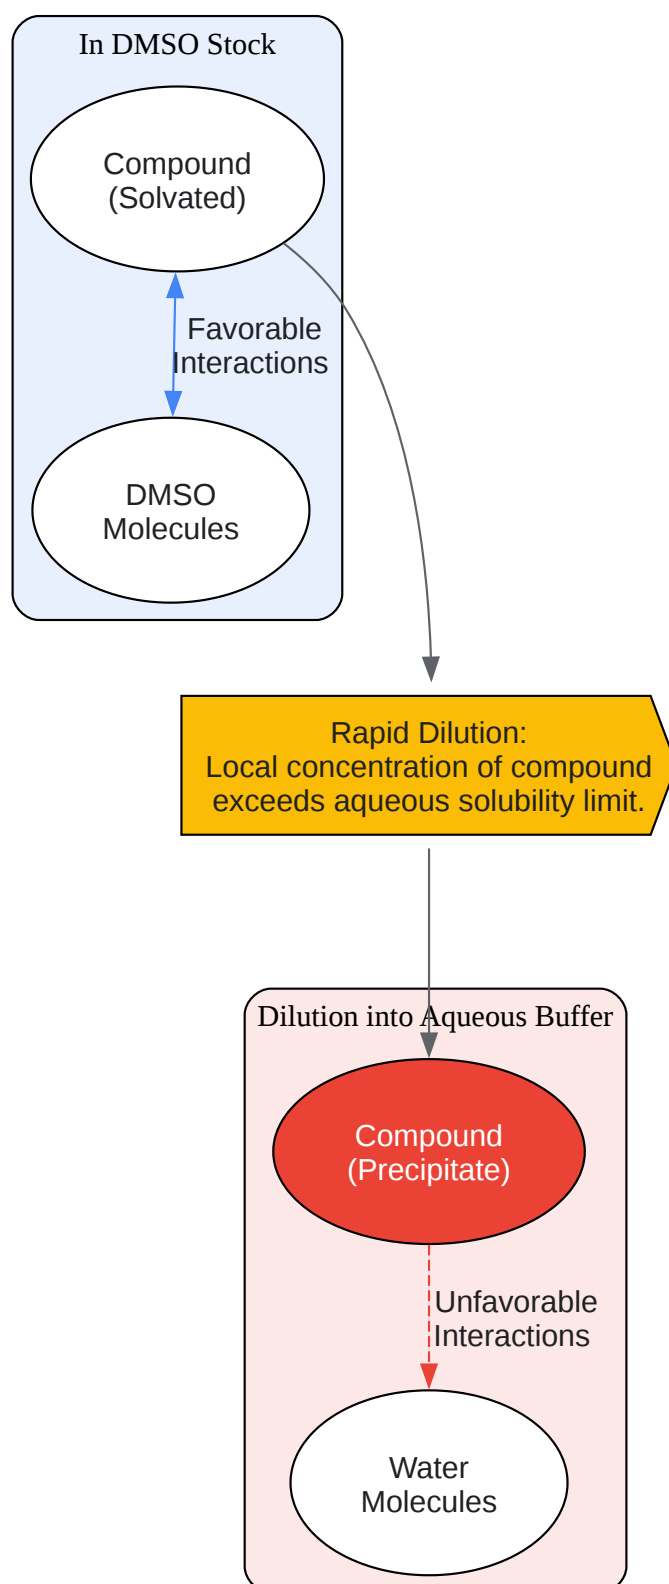 In DMSO Stock
Compound
(Solvated)
Favorable
Interactions
DMSO
Molecules
Rapid Dilution:
Local concentration of compound
exceeds aqueous solubility limit.
Dilution into Aqueous Buffer
Compound
(Precipitate)
Unfavorable
Interactions
Water
Molecules